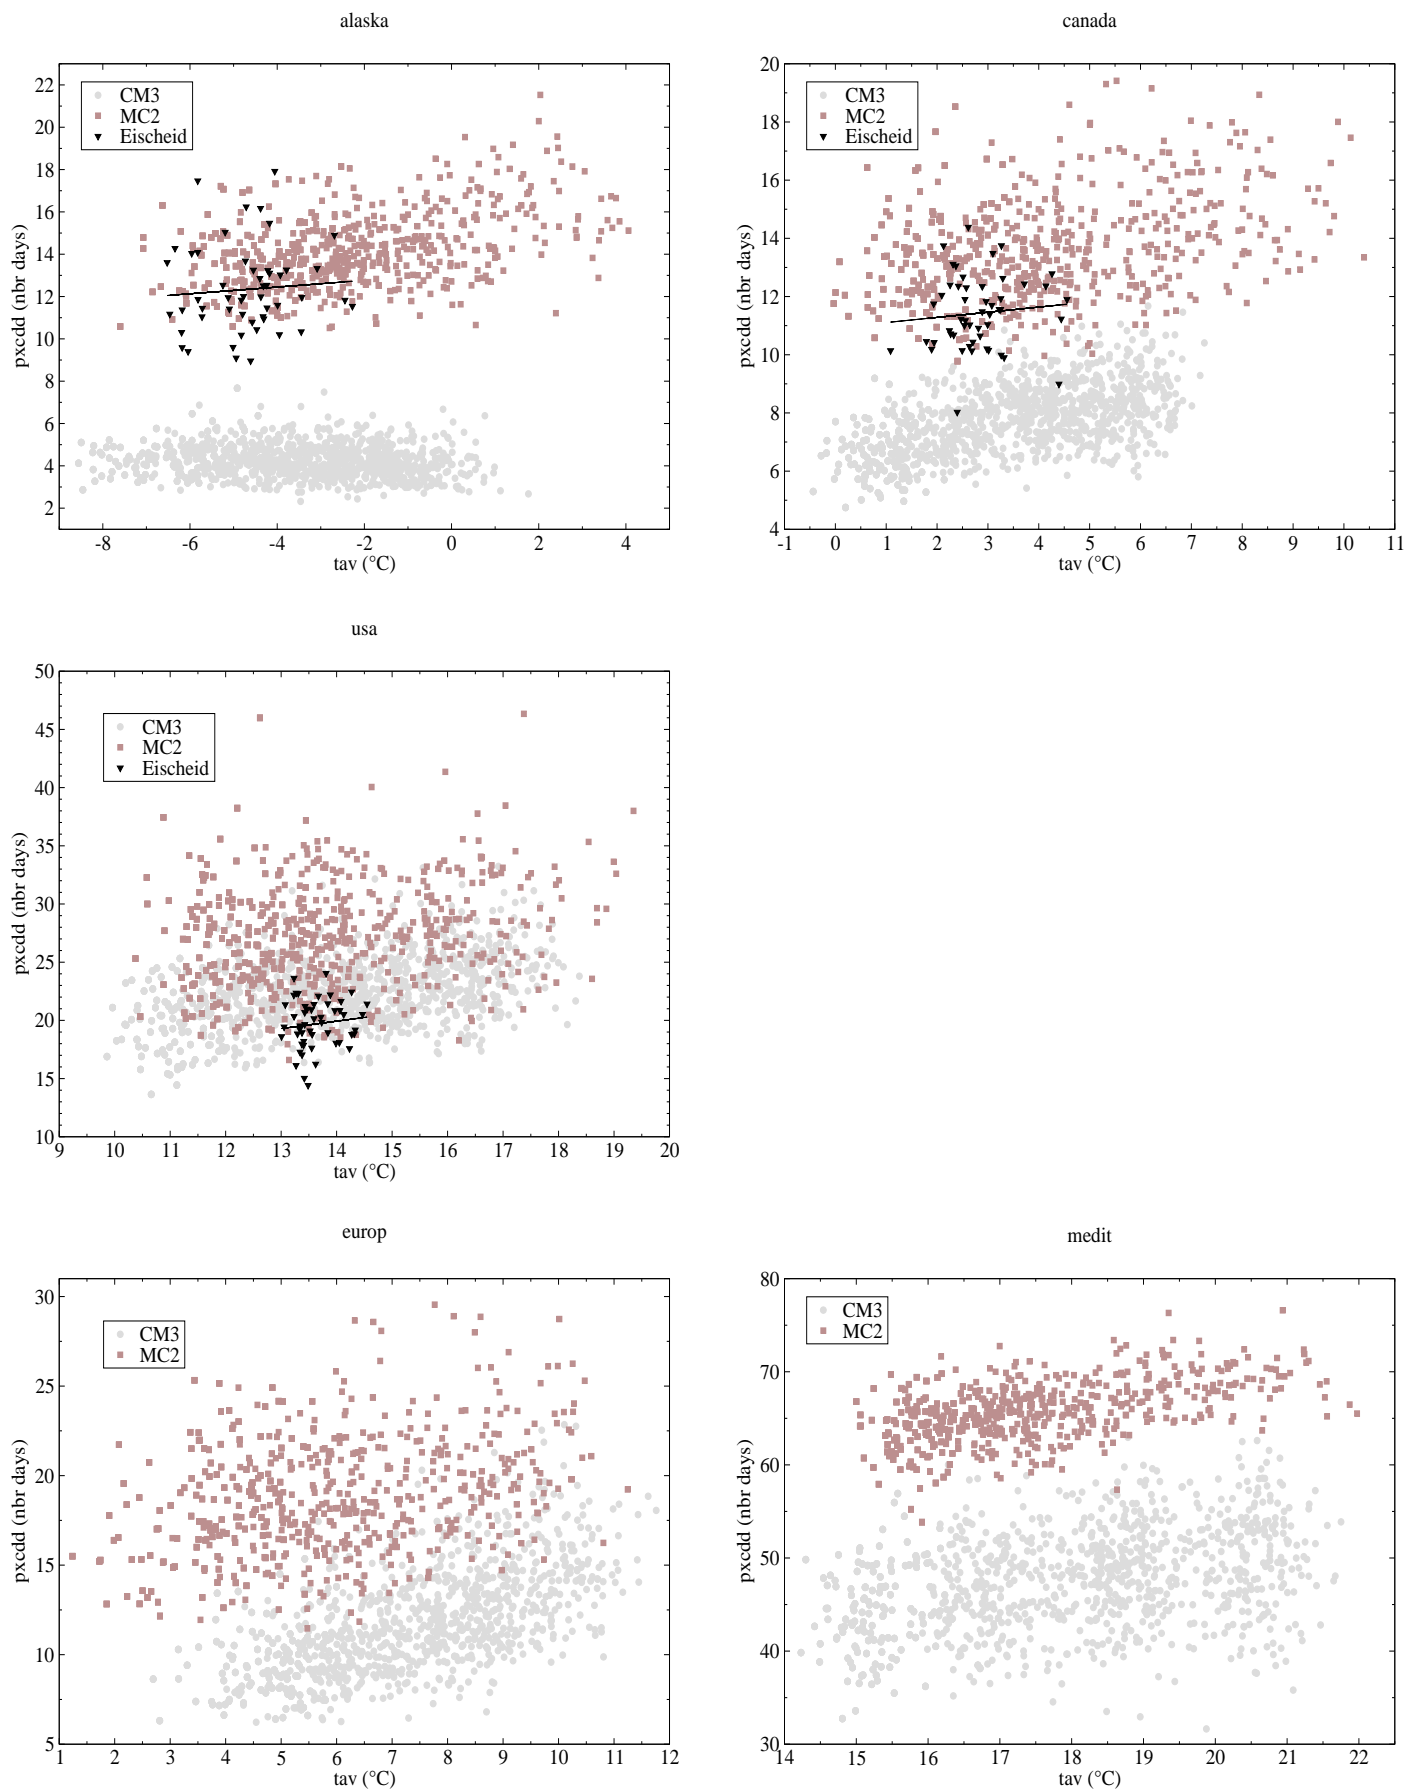 alaska
CM3
MC2
Eischeid
22
20
18
16
14
12
10
8
6
4
2
pxcdd (nbr days)
-8 -6 -4 -2 0 2 4
tav (°C)
canada
CM3
MC2
Eischeid
20
18
16
14
12
10
8
6
4
pxcdd (nbr days)
-1 0 1 2 3 4 5 6 7 8 9 10 11
tav (°C)
usa
CM3
MC2
Eischeid
50
45
40
35
30
25
20
15
10
pxcdd (nbr days)
9 10 11 12 13 14 15 16 17 18 19 20
tav (°C)
europ
CM3
MC2
30
25
20
15
10
5
pxcdd (nbr days)
1 2 3 4 5 6 7 8 9 10 11 12
tav (°C)
medit
CM3
MC2
80
70
60
50
40
30
pxcdd (nbr days)
14 15 16 17 18 19 20 21 22
tav (°C)